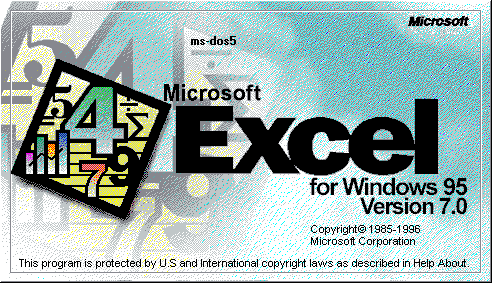 Microsoft
ms-dos5
Microsoft
Excel
for Windows 95
Version 7.0
Copyright© 1985-1996
Microsoft Corporation
This program is protected by U.S and International copyright laws as described in Help About.